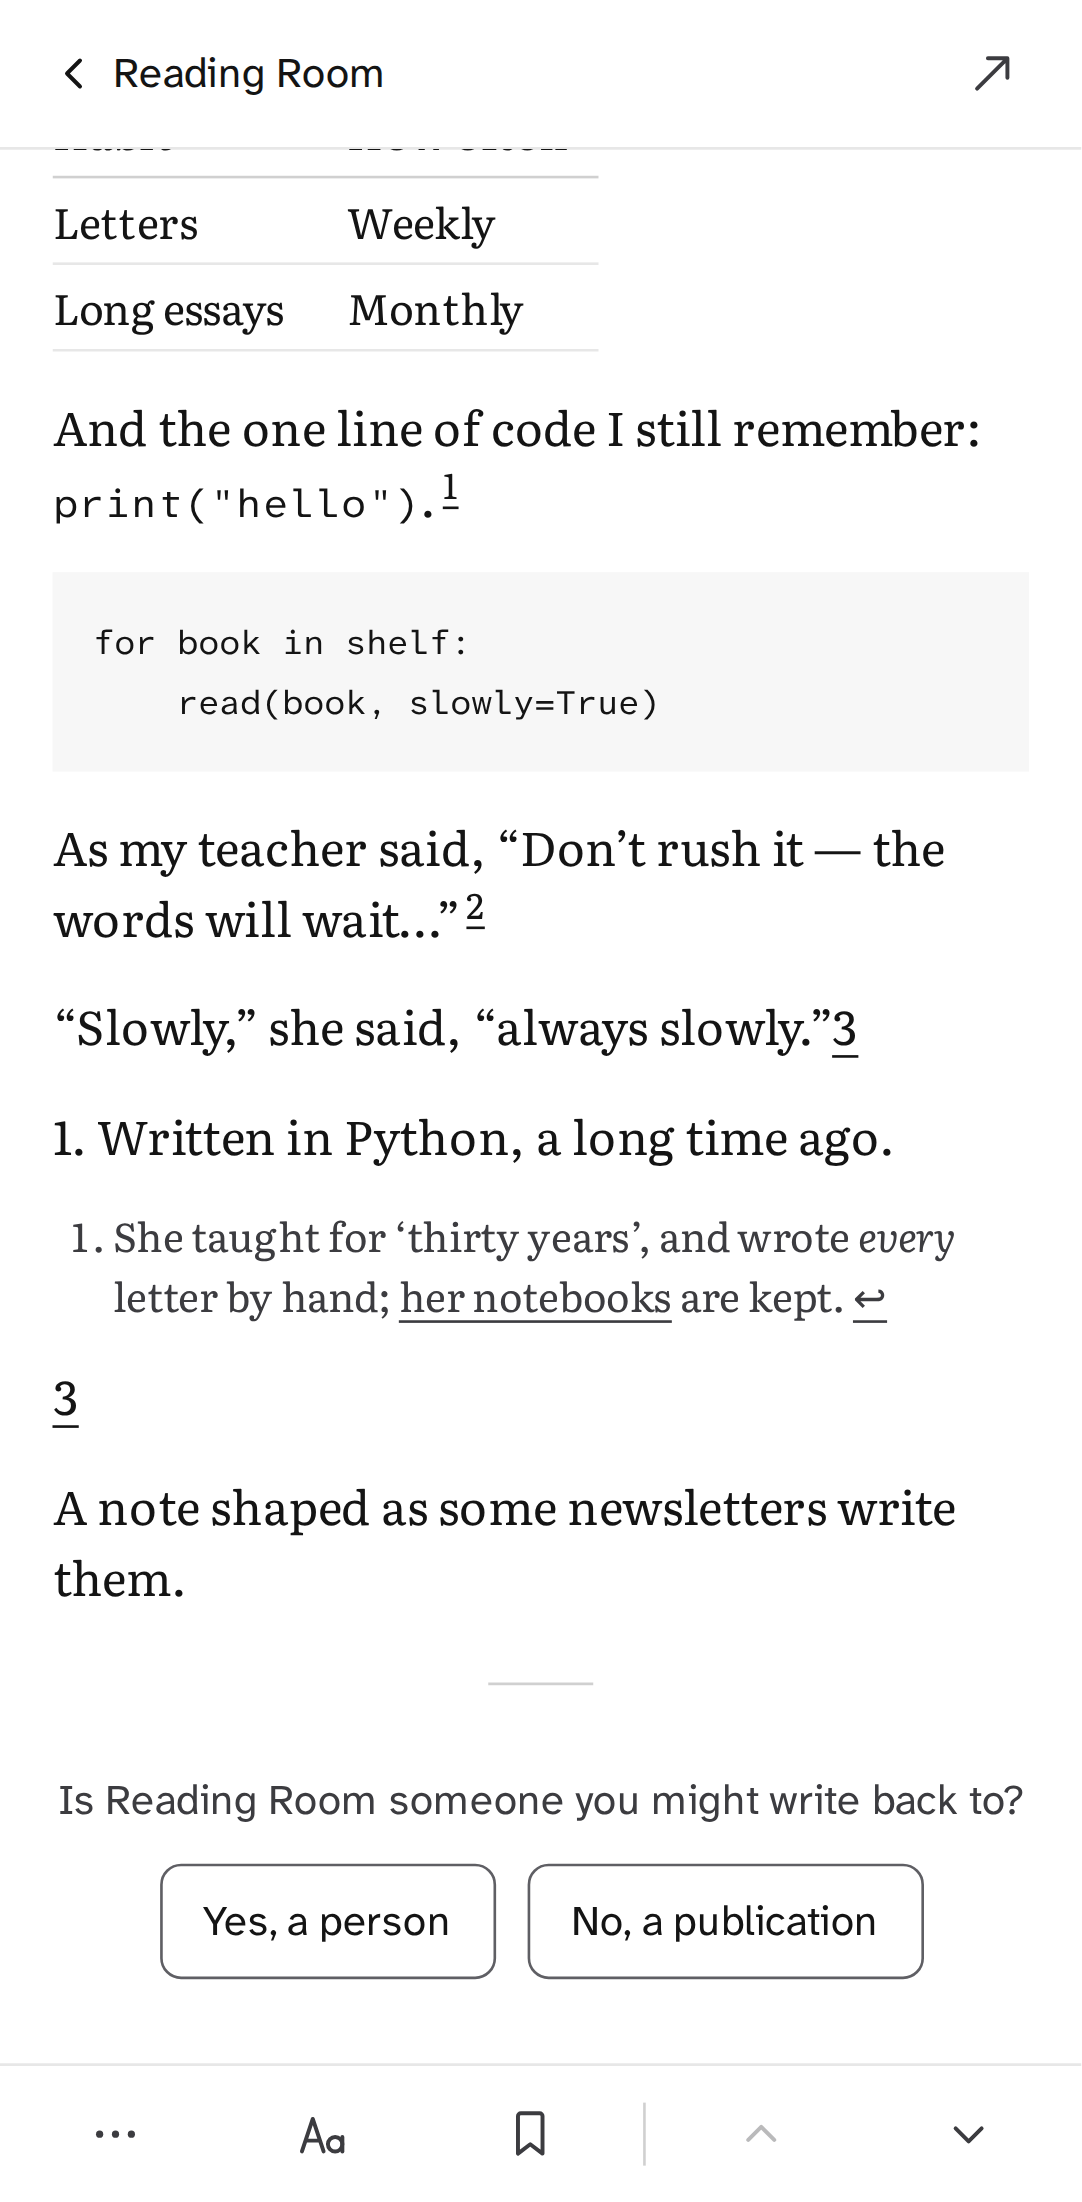 Reading Room
Letters Weekly
Long essays Monthly
And the one line of code I still remember:
print("hello").1
for book in shelf:
    read(book, slowly=True)
As my teacher said, “Don’t rush it — the
words will wait…”2
“Slowly,” she said, “always slowly.”3
1. Written in Python, a long time ago.
1. She taught for ‘thirty years’, and wrote every
letter by hand; her notebooks are kept. ↩
3
A note shaped as some newsletters write
them.
Is Reading Room someone you might write back to?
Yes, a person
No, a publication
Aa